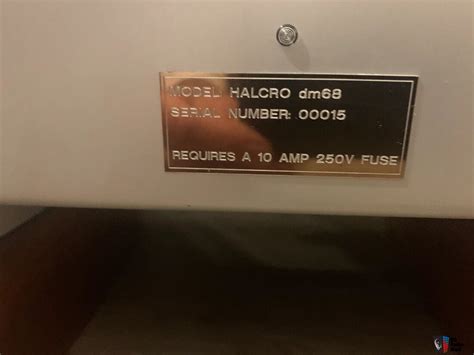 MODEL: HALCRO dm68
SERIAL NUMBER: 00015
REQUIRES A 10 AMP 250V FUSE